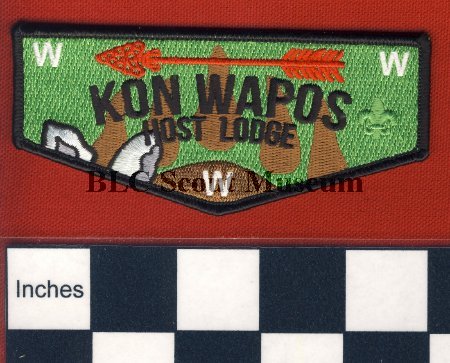 W W
KON WAPOS
HOST LODGE
W
BLC Scout Museum
Inches